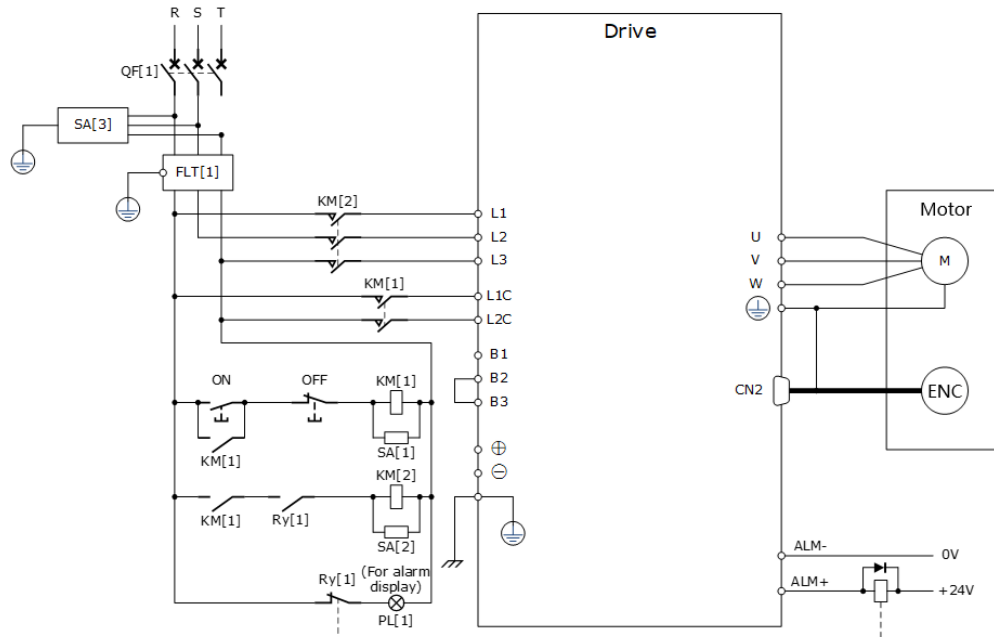 R S T
Drive
QF[1]
SA[3]
FLT[1]
KM[2]
L1
L2
L3
KM[1]
L1C
L2C
B1
B2
B3
ON OFF KM[1]
KM[1] SA[1]
KM[2]
KM[1] Ry[1]
SA[2]
Ry[1]
(For alarm
display)
PL[1]
U
V
W
CN2
Motor
M
ENC
ALM- 0V
ALM+ +24V